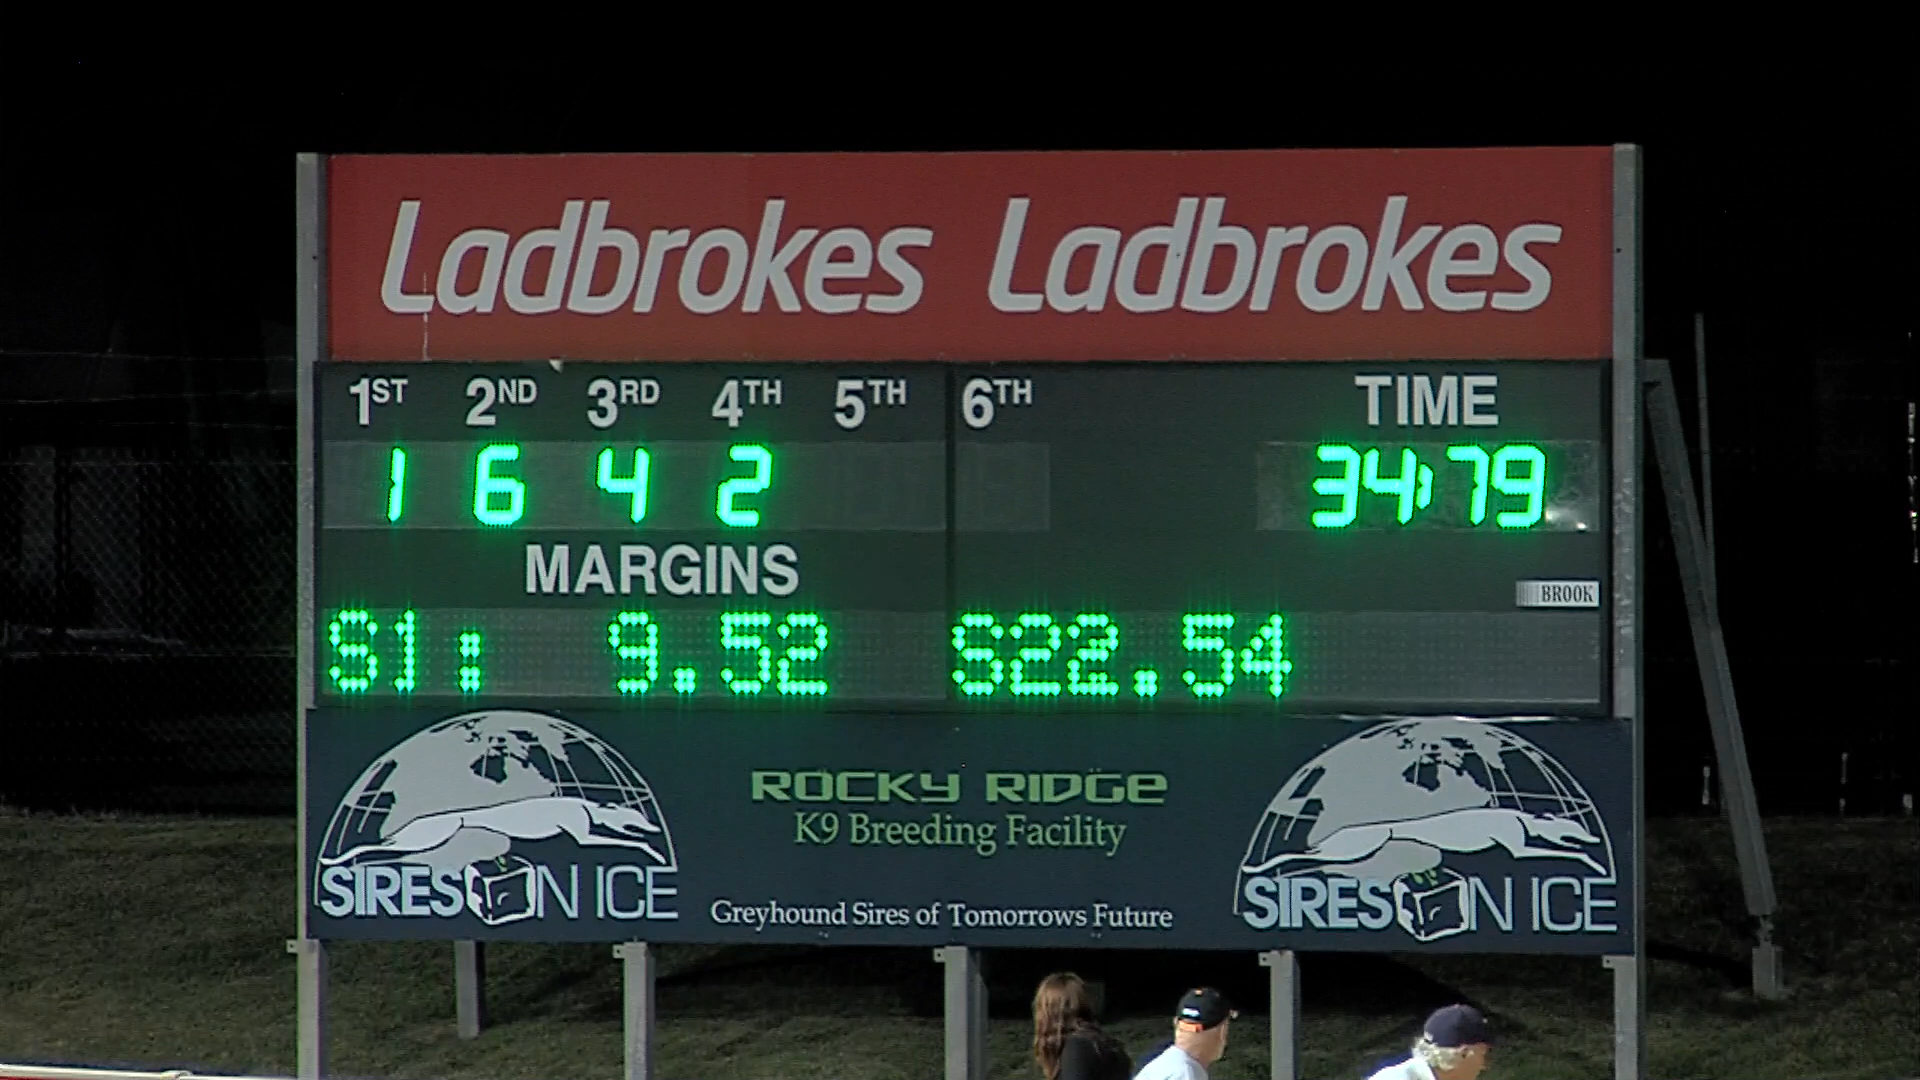 Ladbrokes Ladbrokes
1ST 2ND 3RD 4TH 5TH 6TH TIME
1 6 4 2 34:79
MARGINS
BROOK
S1: 9.52 S22.54
ROCKY RIDGE
K9 Breeding Facility
SIRES ON ICE
Greyhound Sires of Tomorrows Future
SIRES ON ICE